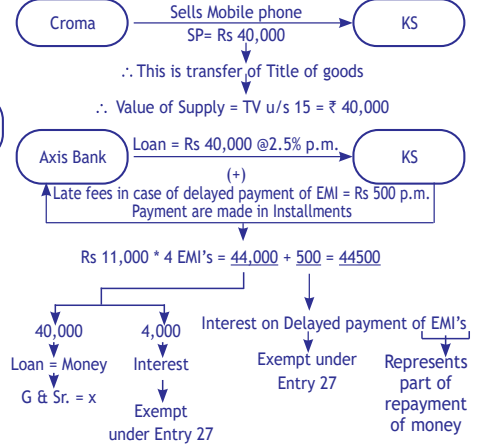 Croma
Sells Mobile phone
SP= Rs 40,000
KS
∴ This is transfer of Title of goods
∴ Value of Supply = TV u/s 15 = ₹ 40,000
Axis Bank
Loan = Rs 40,000 @2.5% p.m.
KS
(+)
Late fees in case of delayed payment of EMI = Rs 500 p.m.
Payment are made in Installments
Rs 11,000 * 4 EMI's = 44,000 + 500 = 44500
40,000
Loan = Money
G & Sr. = x
4,000
Interest
Exempt
under Entry 27
Interest on Delayed payment of EMI's
Exempt under
Entry 27
Represents
part of
repayment
of money